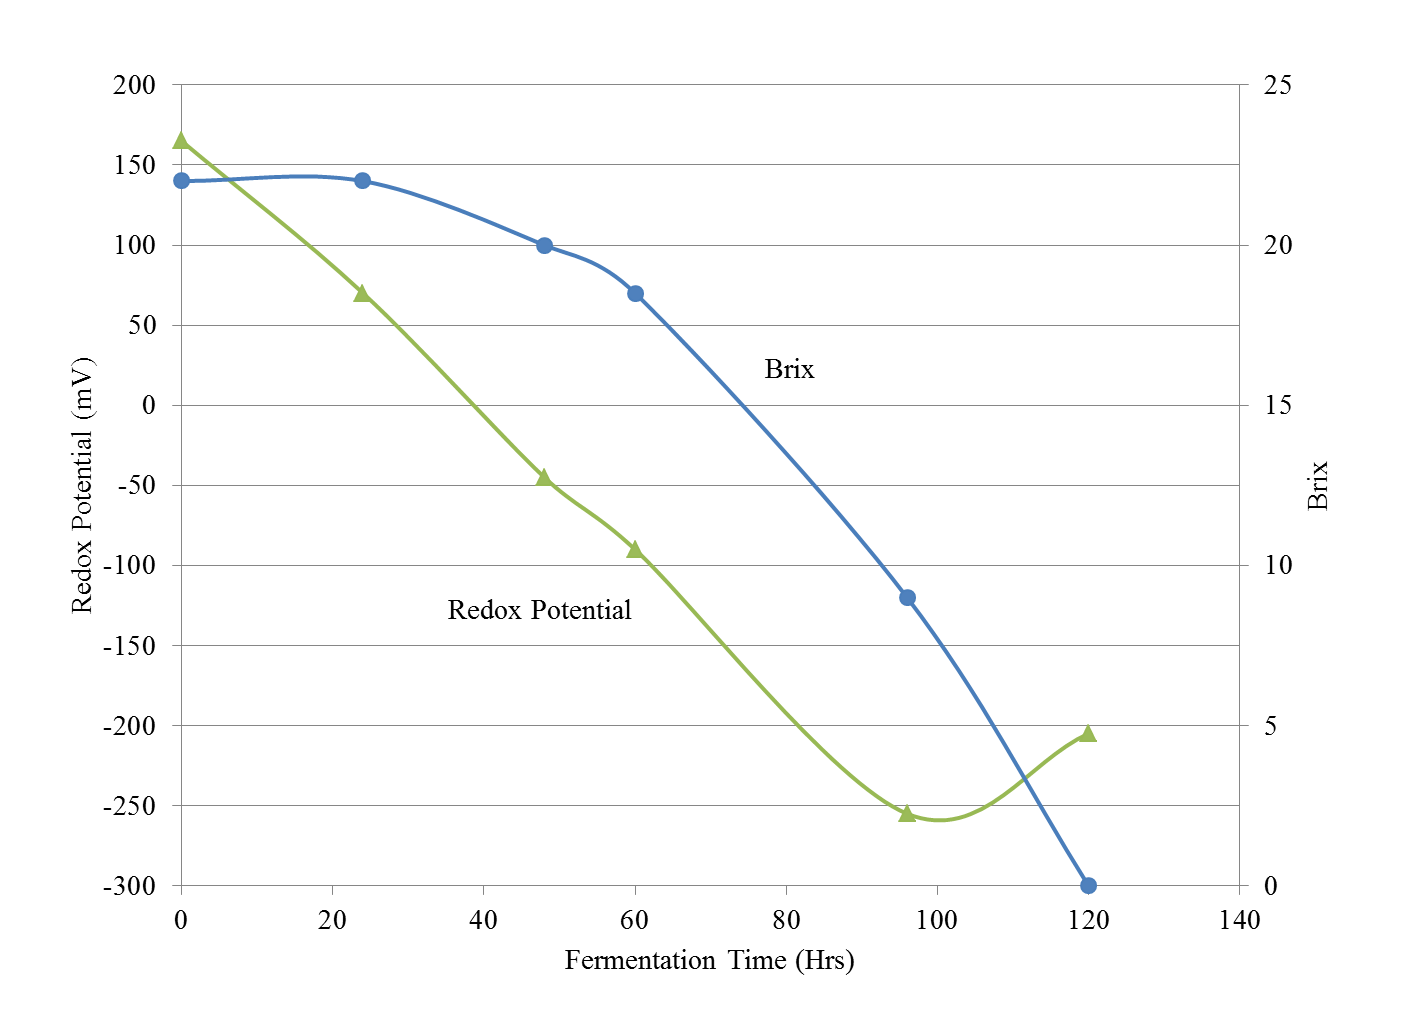 200
150
100
50
0
-50
-100
-150
-200
-250
-300
Redox Potential (mV)
25
20
15
10
5
0
Brix
Brix
Redox Potential
0 20 40 60 80 100 120 140
Fermentation Time (Hrs)